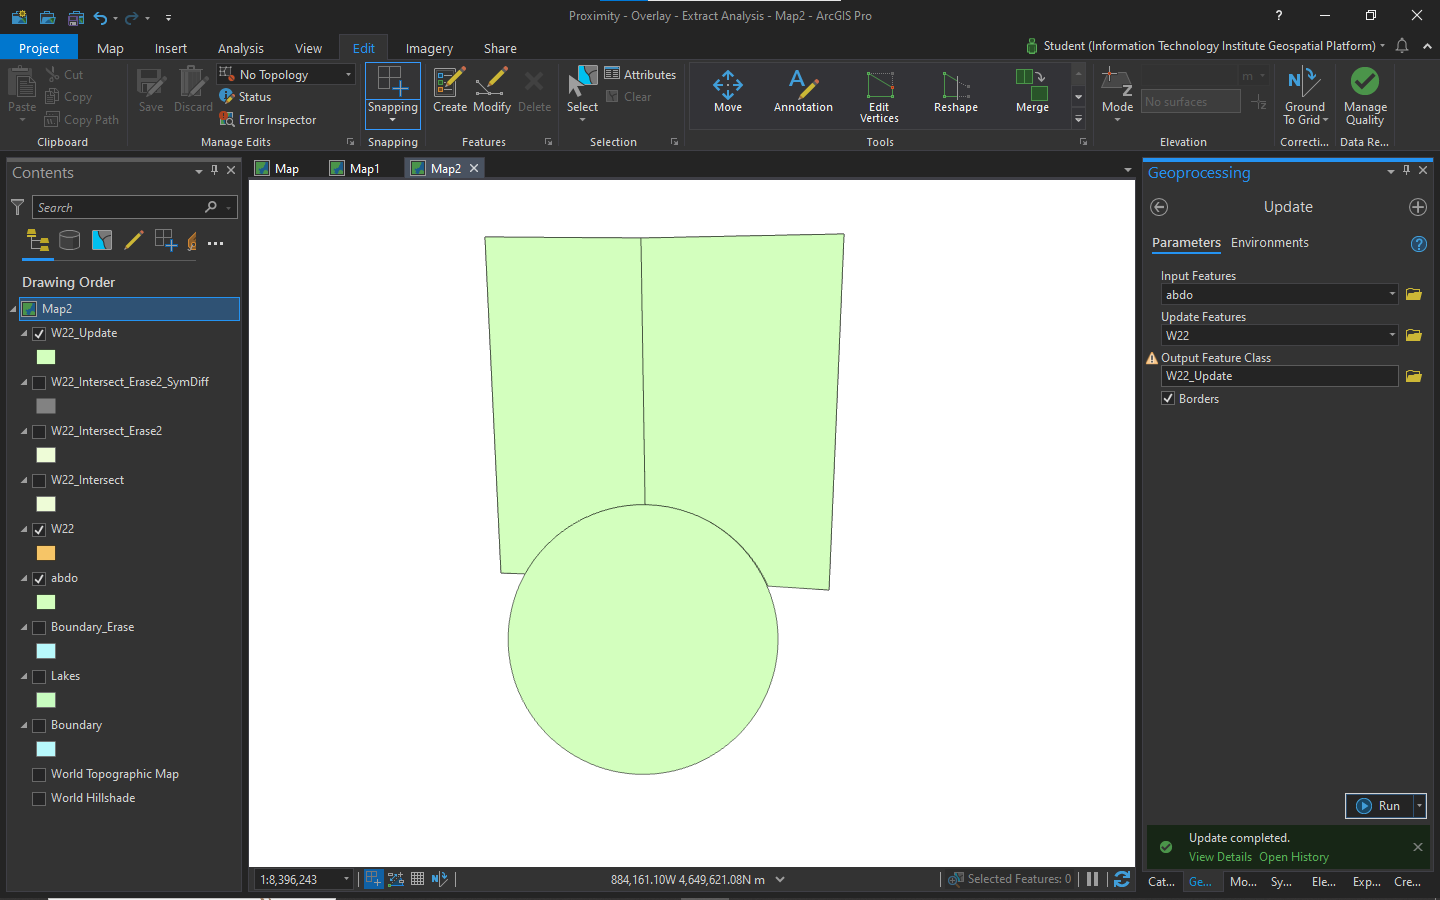 Proximity - Overlay - Extract Analysis - Map2 - ArcGIS Pro
?
Project Map Insert Analysis View Edit Imagery Share
Student (Information Technology Institute Geospatial Platform)
Paste
Cut
Copy
Copy Path
Clipboard
Save
Discard
No Topology
Status
Error Inspector
Manage Edits
Snapping
Snapping
Create
Modify
Delete
Features
Select
Attributes
Clear
Selection
Move
Annotation
Edit
Vertices
Reshape
Merge
Tools
Mode
m
No surfaces
Elevation
Ground
To Grid
Correcti...
Manage
Quality
Data Re...
Contents
Search
Drawing Order
Map2
W22_Update
W22_Intersect_Erase2_SymDiff
W22_Intersect_Erase2
W22_Intersect
W22
abdo
Boundary_Erase
Lakes
Boundary
World Topographic Map
World Hillshade
Map Map1 Map2
1:8,396,243
884,161.10W 4,649,621.08N m
Selected Features: 0
Geoprocessing
Update
Parameters Environments
Input Features
abdo
Update Features
W22
Output Feature Class
W22_Update
Borders
Run
Update completed.
View Details Open History
Cat... Ge... Mo... Sy... Ele... Exp... Cre...